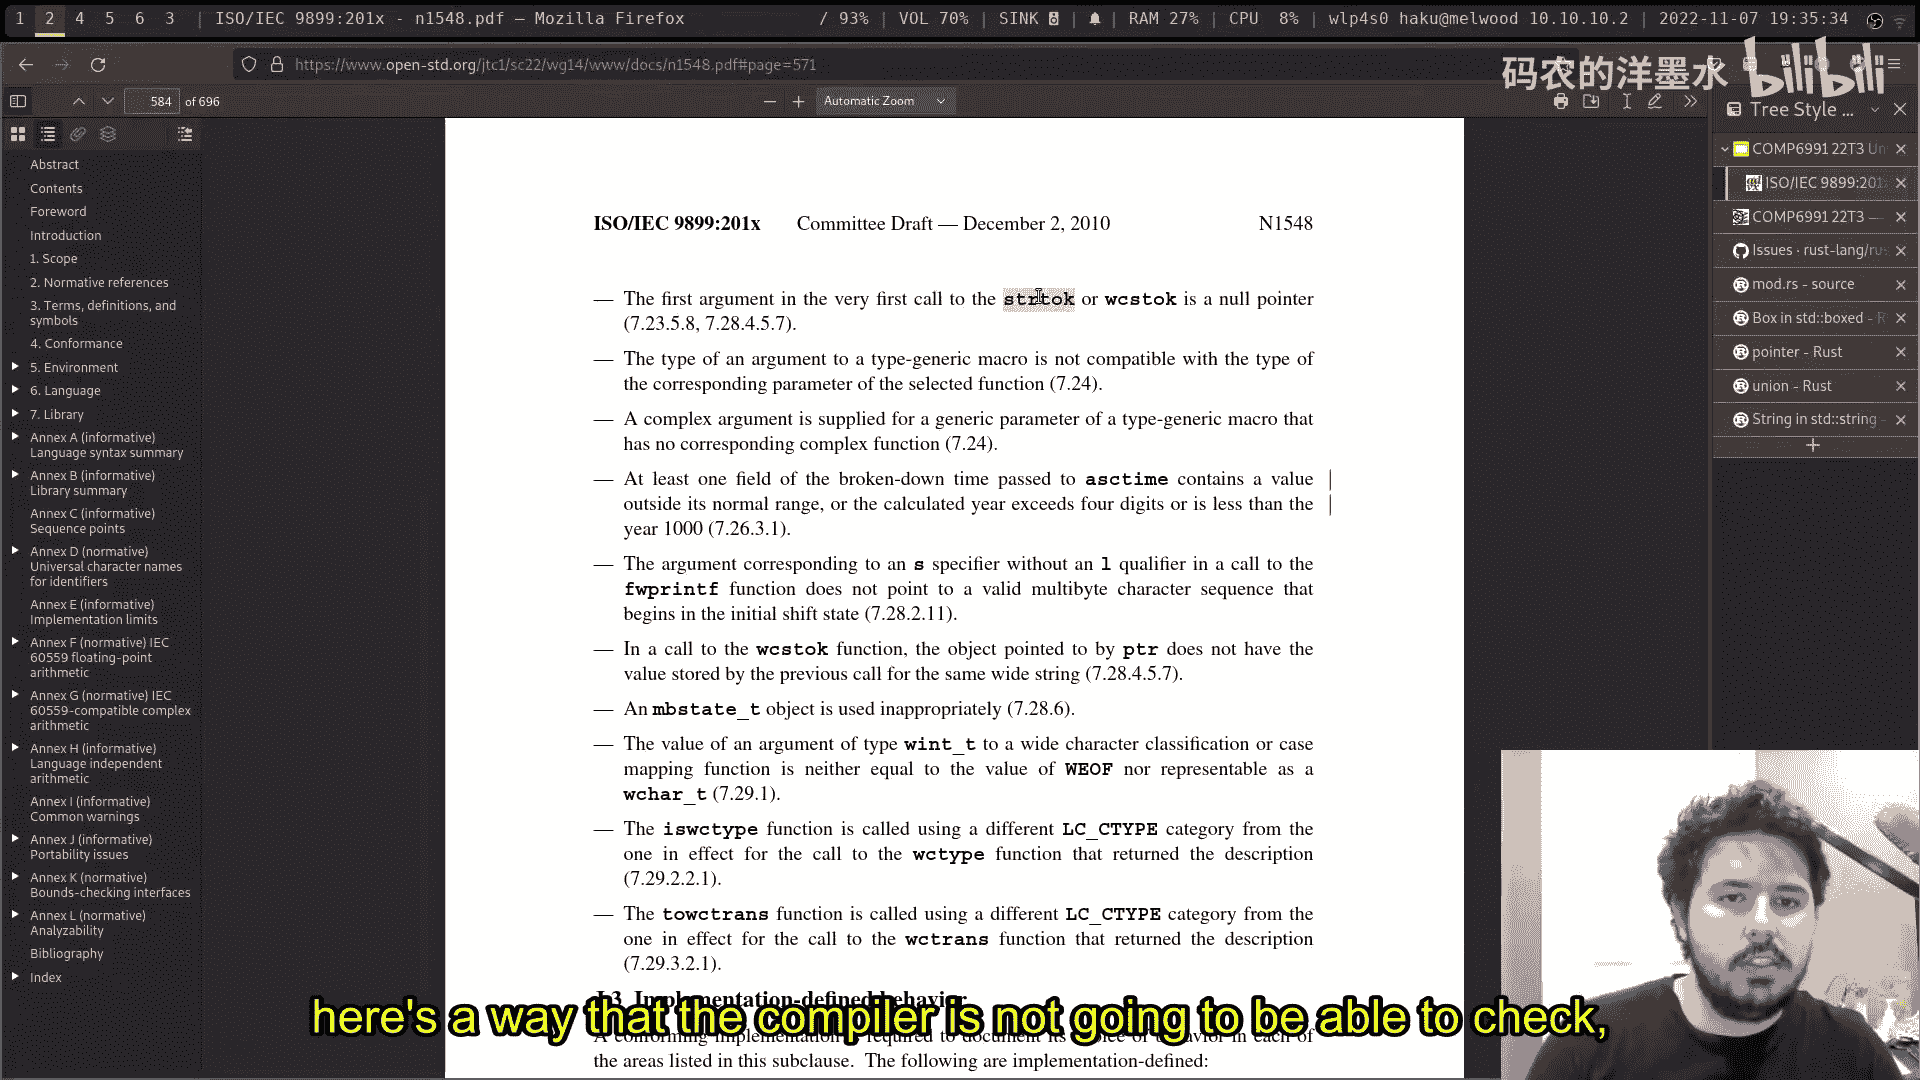 1 2 4 5 6 3 | ISO/IEC 9899:201x - n1548.pdf — Mozilla Firefox / 93% | VOL 70% | SINK | RAM 27% | CPU 8% | wlp4s0 haku@melwood 10.10.10.2 | 2022-11-07 19:35:34
https://www.open-std.org/jtc1/sc22/wg14/www/docs/n1548.pdf#page=571
码农的洋墨水 bilibili
584 of 696
Automatic Zoom
Tree Style ...
COMP6991 22T3 Un
ISO/IEC 9899:201
COMP6991 22T3 —
Issues · rust-lang/ru
mod.rs - source
Box in std::boxed - R
pointer - Rust
union - Rust
String in std::string -
Abstract
Contents
Foreword
Introduction
1. Scope
2. Normative references
3. Terms, definitions, and
symbols
4. Conformance
5. Environment
6. Language
7. Library
Annex A (informative)
Language syntax summary
Annex B (informative)
Library summary
Annex C (informative)
Sequence points
Annex D (normative)
Universal character names
for identifiers
Annex E (informative)
Implementation limits
Annex F (normative) IEC
60559 floating-point
arithmetic
Annex G (normative) IEC
60559-compatible complex
arithmetic
Annex H (informative)
Language independent
arithmetic
Annex I (informative)
Common warnings
Annex J (informative)
Portability issues
Annex K (normative)
Bounds-checking interfaces
Annex L (normative)
Analyzability
Bibliography
Index
ISO/IEC 9899:201x Committee Draft — December 2, 2010 N1548
— The first argument in the very first call to the strtok or wcstok is a null pointer
(7.23.5.8, 7.28.4.5.7).
— The type of an argument to a type-generic macro is not compatible with the type of
the corresponding parameter of the selected function (7.24).
— A complex argument is supplied for a generic parameter of a type-generic macro that
has no corresponding complex function (7.24).
— At least one field of the broken-down time passed to asctime contains a value
outside its normal range, or the calculated year exceeds four digits or is less than the
year 1000 (7.26.3.1).
— The argument corresponding to an s specifier without an l qualifier in a call to the
fwprintf function does not point to a valid multibyte character sequence that
begins in the initial shift state (7.28.2.11).
— In a call to the wcstok function, the object pointed to by ptr does not have the
value stored by the previous call for the same wide string (7.28.4.5.7).
— An mbstate_t object is used inappropriately (7.28.6).
— The value of an argument of type wint_t to a wide character classification or case
mapping function is neither equal to the value of WEOF nor representable as a
wchar_t (7.29.1).
— The iswctype function is called using a different LC_CTYPE category from the
one in effect for the call to the wctype function that returned the description
(7.29.2.2.1).
— The towctrans function is called using a different LC_CTYPE category from the
one in effect for the call to the wctrans function that returned the description
(7.29.3.2.1).
J.3 Implementation-defined behavior
here's a way that the compiler is not going to be able to check,
A conforming implementation is required to document its choice of behavior in each of
the areas listed in this subclause. The following are implementation-defined: